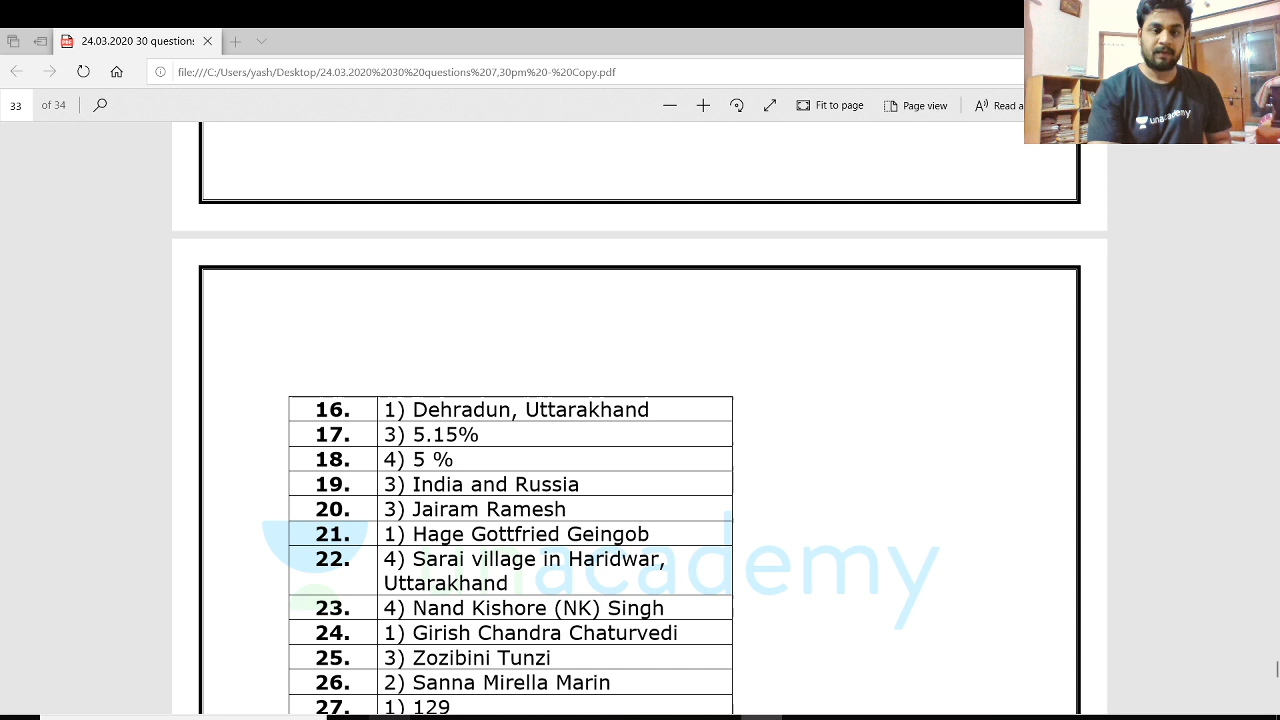 24.03.2020 30 question:
file:///C:/Users/yash/Desktop/24.03.2020%2030%20questions%207,30pm%20-%20Copy.pdf
33 of 34 Fit to page Page view Read a
unacademy
16. 1) Dehradun, Uttarakhand
17. 3) 5.15%
18. 4) 5 %
19. 3) India and Russia
20. 3) Jairam Ramesh
21. 1) Hage Gottfried Geingob
22. 4) Sarai village in Haridwar,
Uttarakhand
unacademy
23. 4) Nand Kishore (NK) Singh
24. 1) Girish Chandra Chaturvedi
25. 3) Zozibini Tunzi
26. 2) Sanna Mirella Marin
27. 1) 129